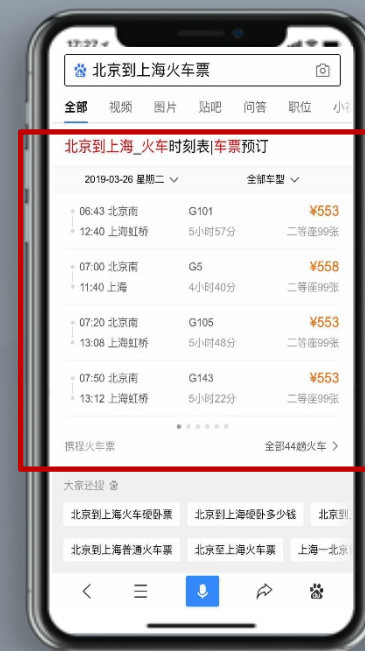 17:27
北京到上海火车票
全部 视频 图片 贴吧 问答 职位
北京到上海_火车时刻表|车票预订
2019-03-26 星期二 全部车型
06:43 北京南 G101 ¥553
12:40 上海虹桥 5小时57分 二等座99张
07:00 北京南 G5 ¥558
11:40 上海 4小时40分 二等座99张
07:20 北京南 G105 ¥553
13:08 上海虹桥 5小时48分 二等座99张
07:50 北京南 G143 ¥553
13:12 上海虹桥 5小时22分 二等座99张
携程火车票 全部44趟火车
大家还搜
北京到上海火车硬卧票 北京到上海硬卧多少钱 北京到
北京到上海普通火车票 北京至上海火车票 上海一北京